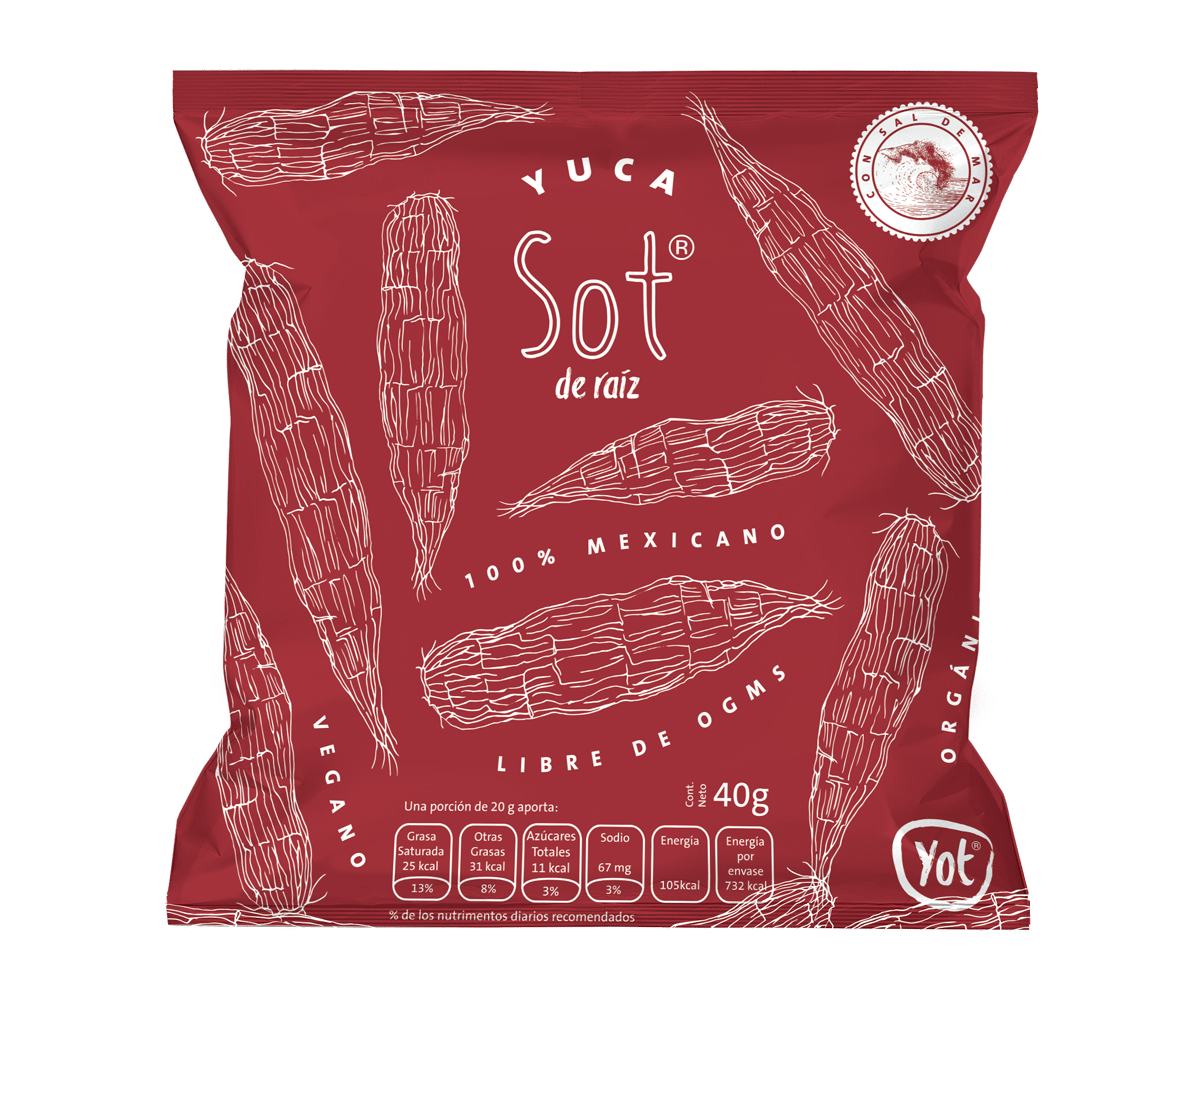 CON SAL DE MAR
YUCA
Sot®
de raíz
100% MEXICANO
LIBRE DE OGMS
VEGANO
Cont.
Neto
40g
Una porción de 20 g aporta:
Grasa
Saturada
25 kcal
13%
Otras
Grasas
31 kcal
8%
Azúcares
Totales
11 kcal
3%
Sodio
67 mg
3%
Energía
105kcal
Energía
por
envase
732 kcal
% de los nutrimentos diarios recomendados
Yot®